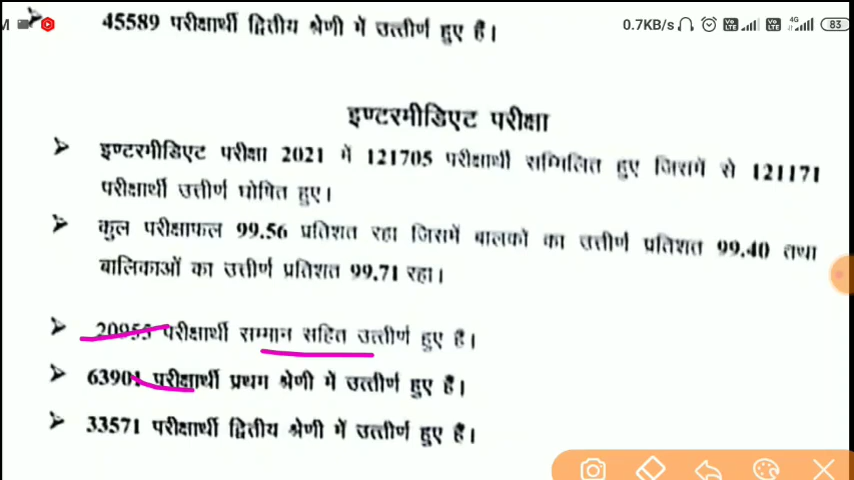 45589 परीक्षार्थी द्वितीय श्रेणी में उत्तीर्ण हुए हैं।
0.7KB/s
4G
83
इण्टरमीडिएट परीक्षा
इण्टरमीडिएट परीक्षा 2021 में 121705 परीक्षार्थी सम्मिलित हुए जिसमें से 121171
परीक्षार्थी उत्तीर्ण घोषित हुए।
कुल परीक्षाफल 99.56 प्रतिशत रहा जिसमें बालकों का उत्तीर्ण प्रतिशत 99.40 तथा
बालिकाओं का उत्तीर्ण प्रतिशत 99.71 रहा।
परीक्षार्थी सम्मान सहित उत्तीर्ण हुए है।
63901 परीक्षार्थी प्रथम श्रेणी में उत्तीर्ण हुए है।
33571 परीक्षार्थी द्वितीय श्रेणी में उत्तीर्ण हुए हैं।